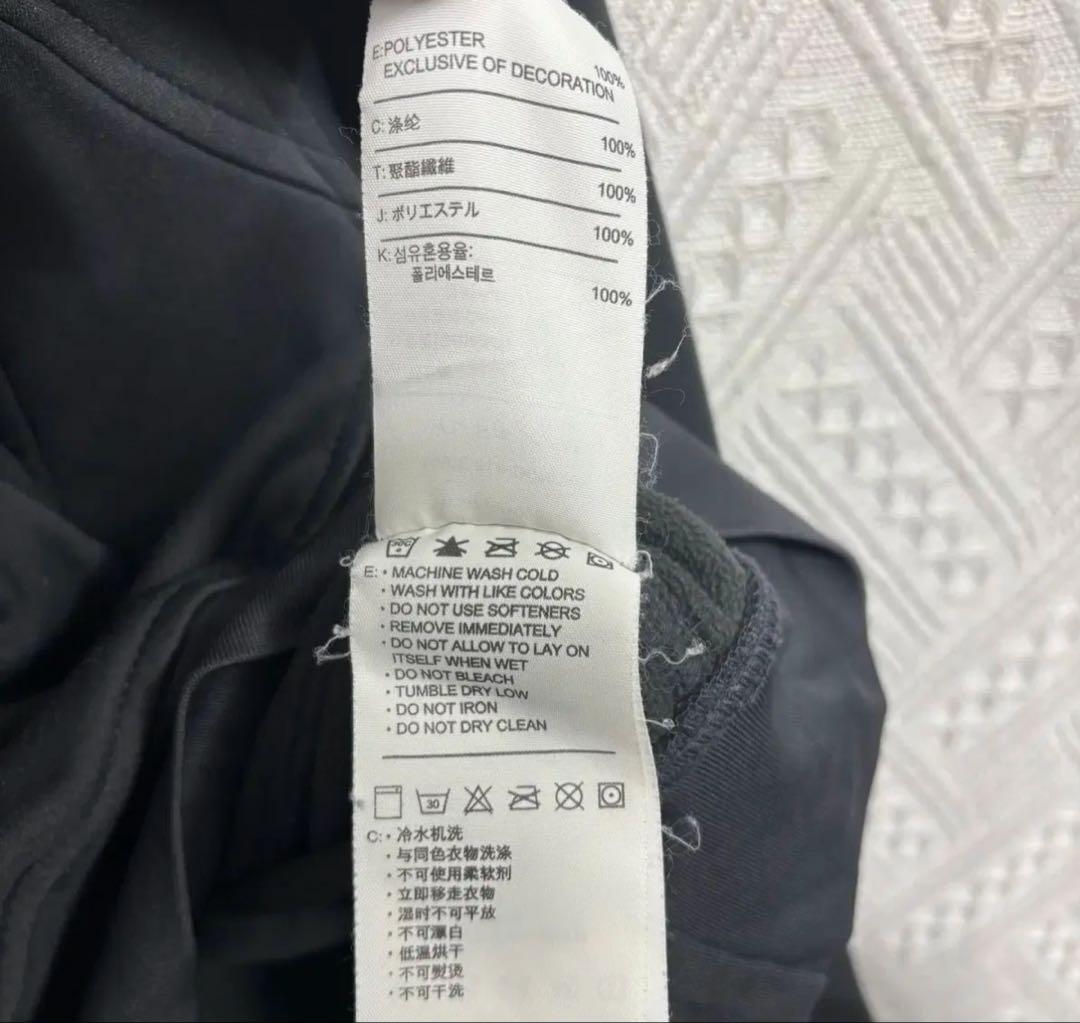 E:POLYESTER 100%
EXCLUSIVE OF DECORATION
C: 涤纶 100%
T: 聚酯纖維 100%
J: ポリエステル 100%
K: 섬유혼용율:
폴리에스테르 100%
30C
E: • MACHINE WASH COLD
• WASH WITH LIKE COLORS
• DO NOT USE SOFTENERS
• REMOVE IMMEDIATELY
• DO NOT ALLOW TO LAY ON
ITSELF WHEN WET
• DO NOT BLEACH
• TUMBLE DRY LOW
• DO NOT IRON
• DO NOT DRY CLEAN
30
C: • 冷水机洗
• 与同色衣物洗涤
• 不可使用柔软剂
• 立即移走衣物
• 湿时不可平放
• 不可漂白
• 低温烘干
• 不可熨烫
• 不可干洗